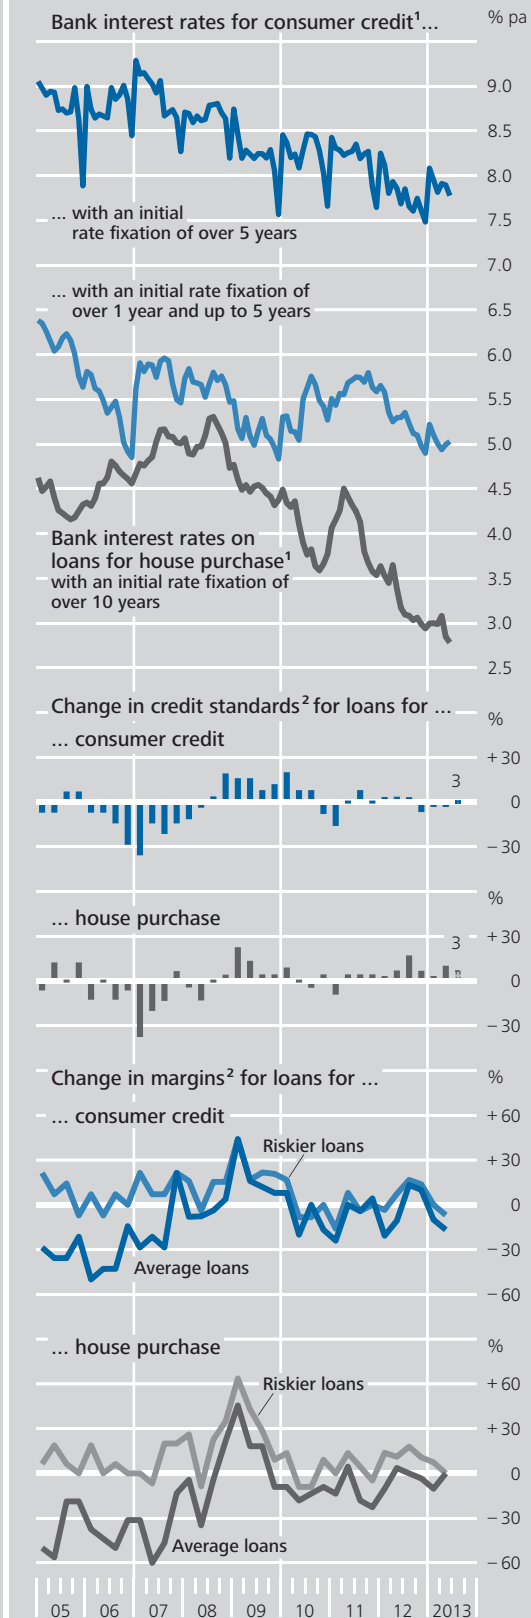 Bank interest rates for consumer credit¹...
% pa
9.0
8.5
8.0
7.5
... with an initial
rate fixation of over 5 years
7.0
... with an initial rate fixation of
over 1 year and up to 5 years
6.5
6.0
5.5
5.0
4.5
4.0
Bank interest rates on
loans for house purchase¹
with an initial rate fixation of
over 10 years
3.5
3.0
2.5
Change in credit standards² for loans for ...
%
... consumer credit
+ 30
3
0
− 30
%
... house purchase
+ 30
3
0
− 30
Change in margins² for loans for ...
%
... consumer credit
+ 60
Riskier loans
+ 30
0
− 30
Average loans
− 60
... house purchase
%
+ 60
Riskier loans
+ 30
0
− 30
Average loans
− 60
05 06 07 08 09 10 11 12 2013